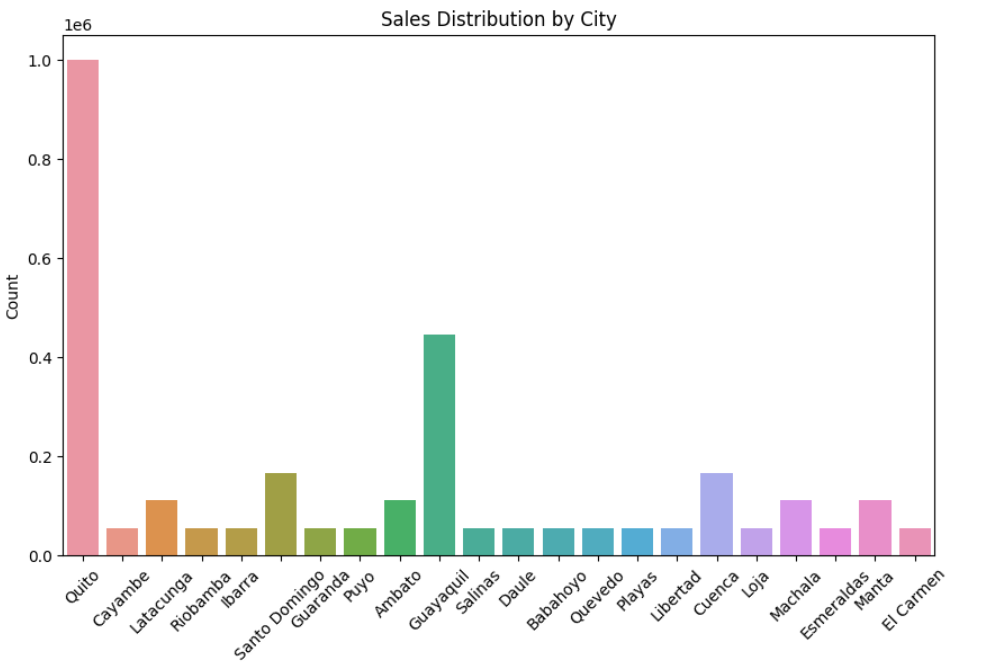 Sales Distribution by City
1e6
1.0
0.8
0.6
0.4
0.2
0.0
Count
Quito
Cayambe
Latacunga
Riobamba
Ibarra
Santo Domingo
Guaranda
Puyo
Ambato
Guayaquil
Salinas
Daule
Babahoyo
Quevedo
Playas
Libertad
Cuenca
Loja
Machala
Esmeraldas
Manta
El Carmen